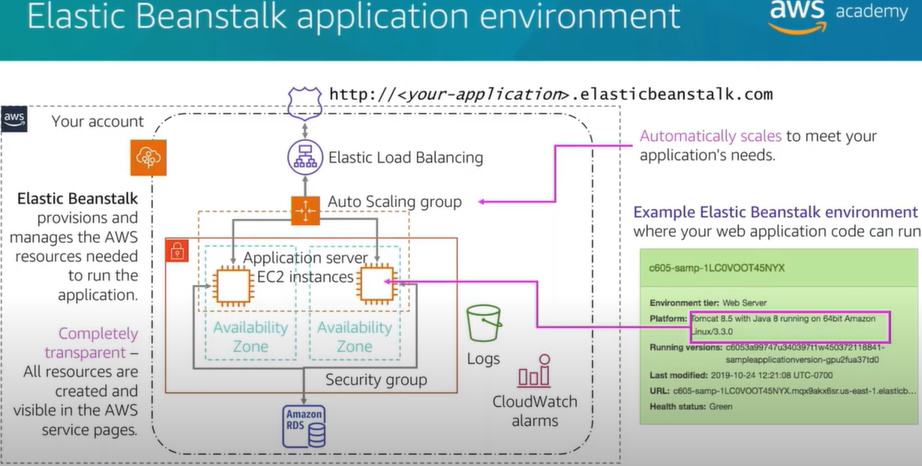 Elastic Beanstalk application environment
aws academy
http://<your-application>.elasticbeanstalk.com
aws
Your account
Elastic Load Balancing
Automatically scales to meet your
application's needs.
Auto Scaling group
Elastic Beanstalk
provisions and
manages the AWS
resources needed
to run the
application.
Completely
transparent –
All resources are
created and
visible in the AWS
service pages.
Application server
EC2 instances
Availability
Zone
Availability
Zone
Security group
Amazon
RDS
Logs
CloudWatch
alarms
Example Elastic Beanstalk environment
where your web application code can run
c605-samp-1LC0VOOT45NYX
Environment tier: Web Server
Platform: Tomcat 8.5 with Java 8 running on 64bit Amazon
Linux/3.3.0
Running versions:
Last modified: 2019-10-24 12:21:08 UTC-0700
URL: c605-samp-1LC0VOOT45NYX.mqx9akx6sr.us-east-1.elasticb...
Health status: Green